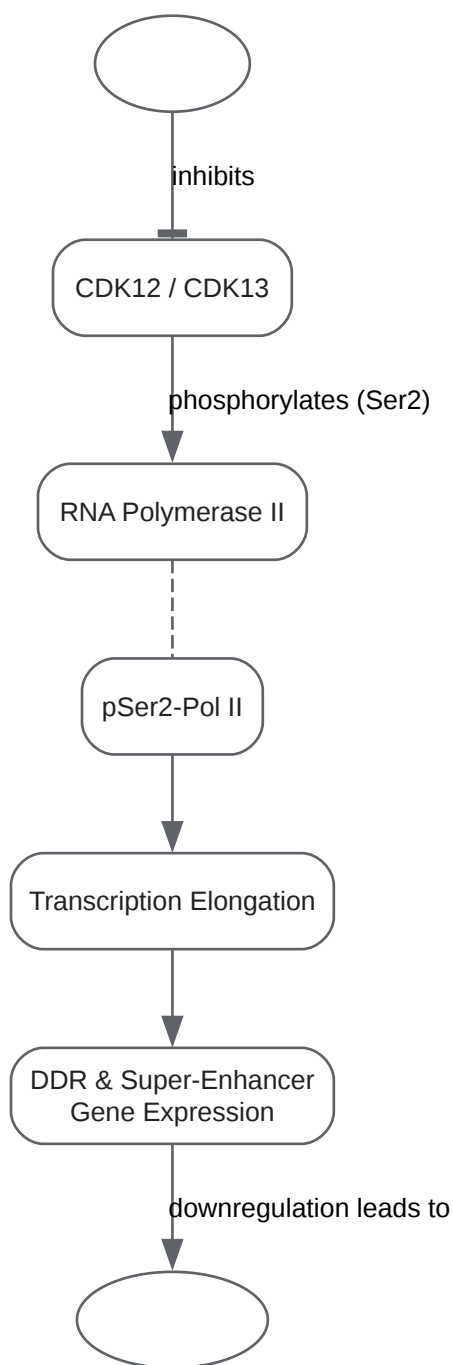 inhibits
CDK12 / CDK13
phosphorylates (Ser2)
RNA Polymerase II
pSer2-Pol II
Transcription Elongation
DDR & Super-Enhancer
Gene Expression
downregulation leads to